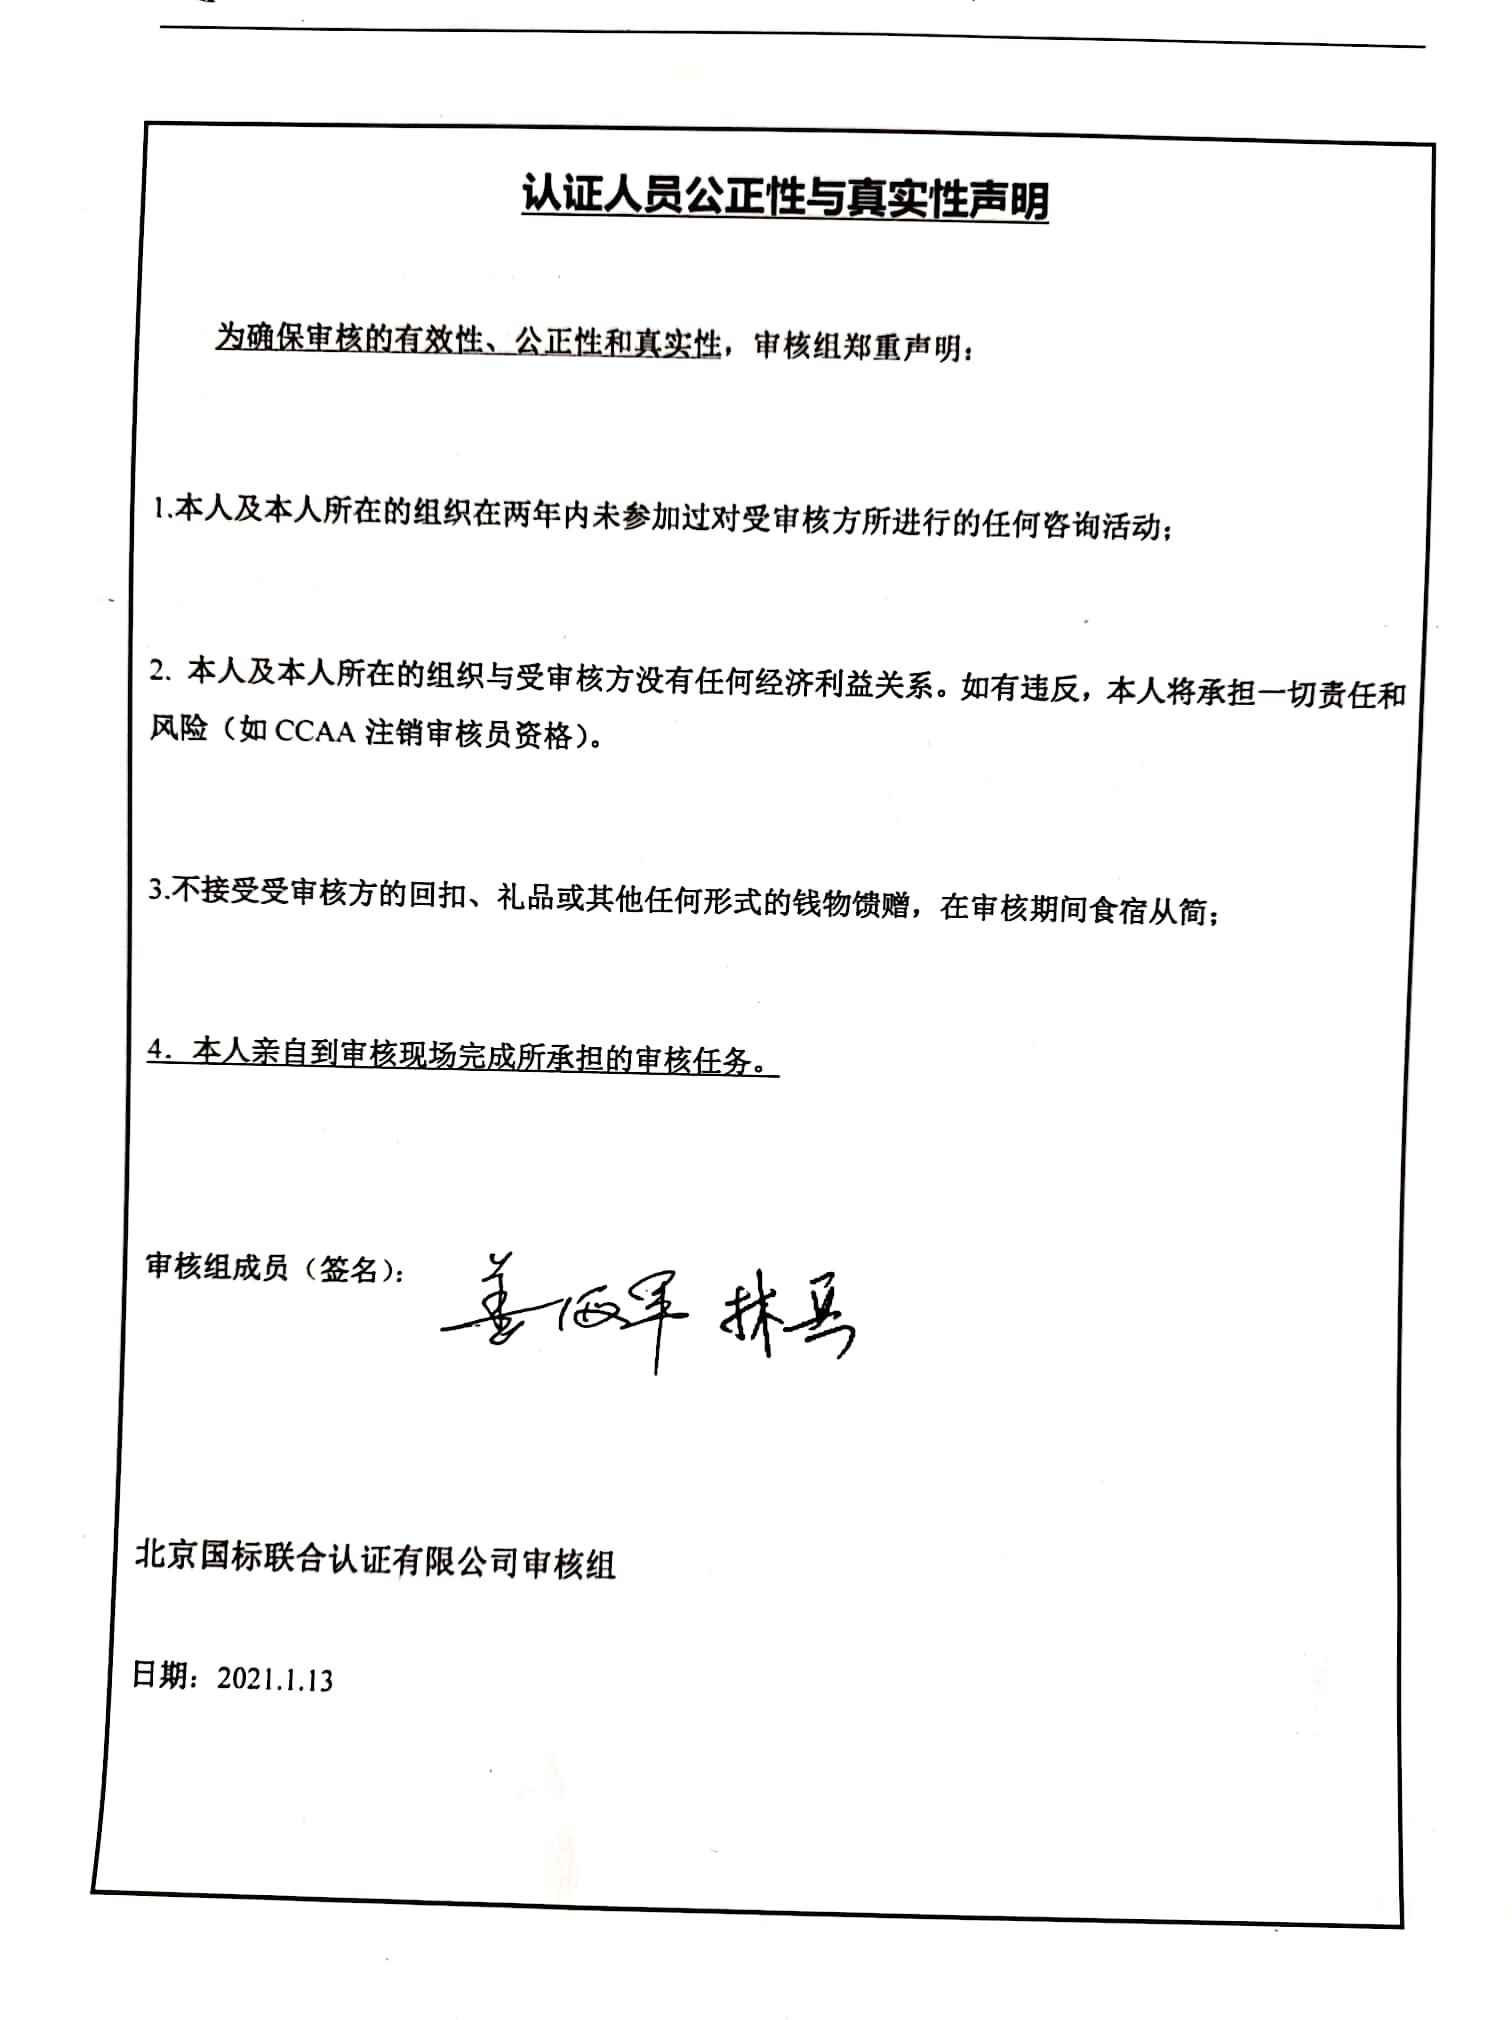 认证人员公正性与真实性声明
为确保审核的有效性、公正性和真实性，审核组郑重声明：
1.本人及本人所在的组织在两年内未参加过对受审核方所进行的任何咨询活动；
2. 本人及本人所在的组织与受审核方没有任何经济利益关系。如有违反，本人将承担一切责任和
风险（如 CCAA 注销审核员资格）。
3.不接受受审核方的回扣、礼品或其他任何形式的钱物馈赠，在审核期间食宿从简；
4．本人亲自到审核现场完成所承担的审核任务。
审核组成员（签名）：
北京国标联合认证有限公司审核组
日期：2021.1.13